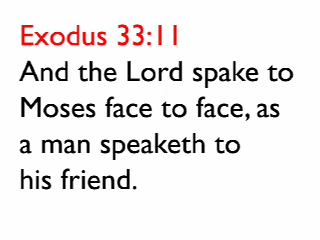 Exodus 33:11
And the Lord spake to
Moses face to face, as
a man speaketh to
his friend.